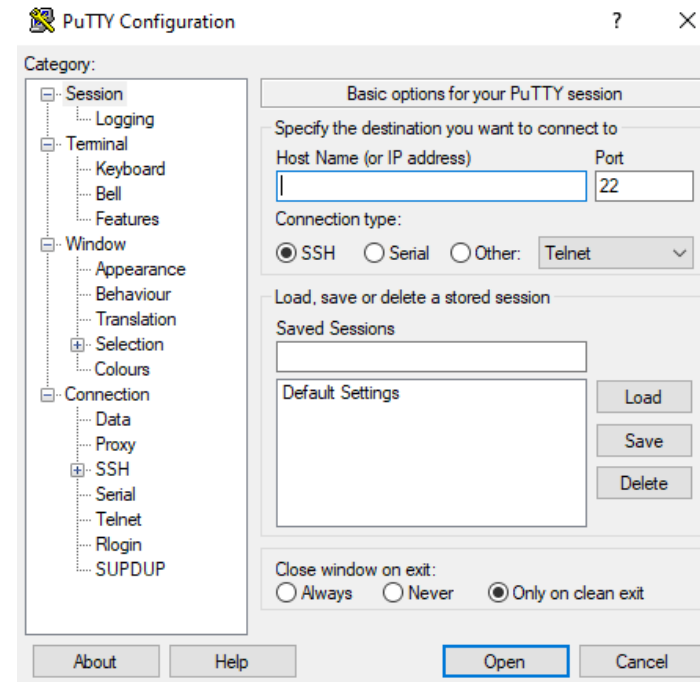 PuTTY Configuration
?
Category:
Session
Logging
Terminal
Keyboard
Bell
Features
Window
Appearance
Behaviour
Translation
Selection
Colours
Connection
Data
Proxy
SSH
Serial
Telnet
Rlogin
SUPDUP
Basic options for your PuTTY session
Specify the destination you want to connect to
Host Name (or IP address) Port
22
Connection type:
SSH Serial Other: Telnet
Load, save or delete a stored session
Saved Sessions
Default Settings
Load
Save
Delete
Close window on exit:
Always Never Only on clean exit
About Help Open Cancel